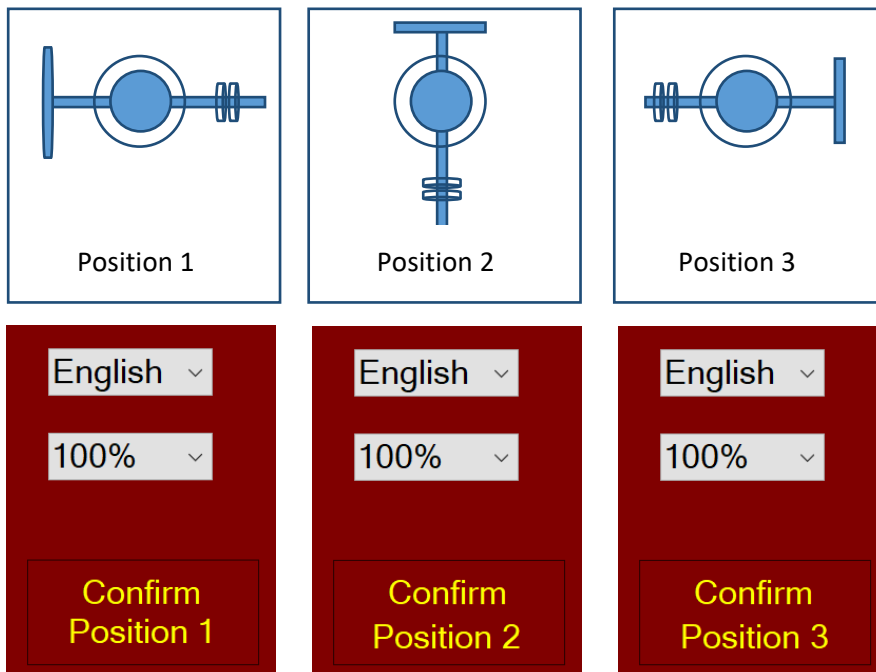 Position 1
Position 2
Position 3
English
English
English
100%
100%
100%
Confirm
Position 1
Confirm
Position 2
Confirm
Position 3